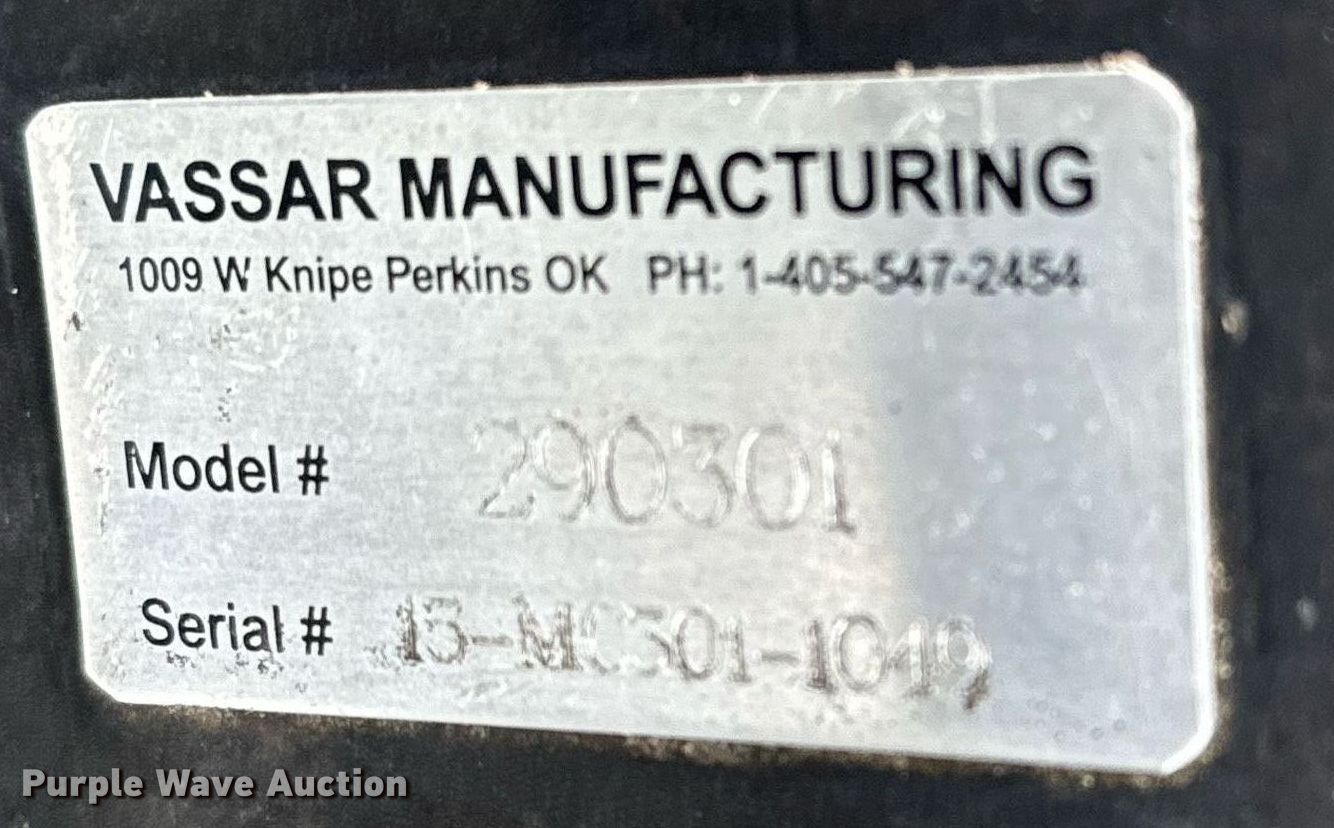 VASSAR MANUFACTURING
1009 W Knipe Perkins OK PH: 1-405-547-2454
Model # 290301
Serial # 13-MC301-1049
Purple Wave Auction